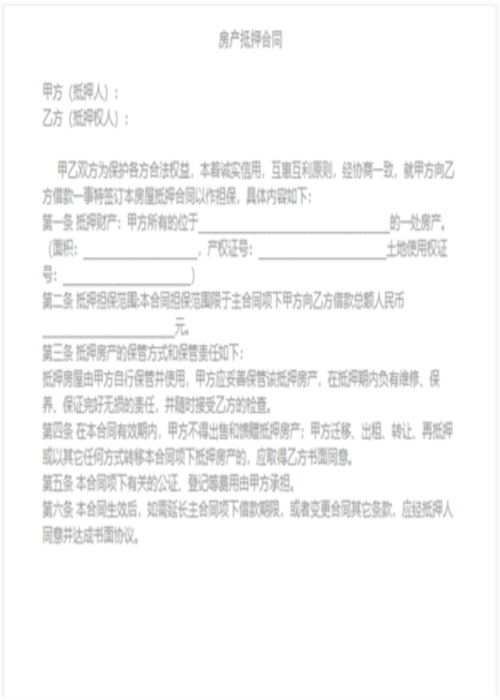 房产抵押合同
甲方（抵押人）：
乙方（抵押权人）：
甲乙双方为保护各方合法权益，本着诚实信用，互惠互利原则，经协商一致，就甲方向乙
方借款一事特签订本房屋抵押合同以作担保，具体内容如下：
第一条 抵押财产：甲方所有的位于____________________________的一处房产。
（面积：_________________，产权证号：___________________土地使用权证
号：___________________）
第二条 抵押担保范围:本合同担保范围限于主合同项下甲方向乙方借款总额人民币
____________________元。
第三条 抵押房产的保管方式和保管责任如下：
抵押房屋由甲方自行保管并使用，甲方应妥善保管该抵押房产，在抵押期内负有维修、保
养、保证完好无损的责任，并随时接受乙方的检查。
第四条 在本合同有效期内，甲方不得出售和馈赠抵押房产；甲方迁移、出租、转让、再抵押
或以其它任何方式转移本合同项下抵押房产的，应取得乙方书面同意。
第五条 本合同项下有关的公证、登记等费用由甲方承担。
第六条 本合同生效后，如需延长主合同项下借款期限，或者变更合同其它条款，应经抵押人
同意并达成书面协议。